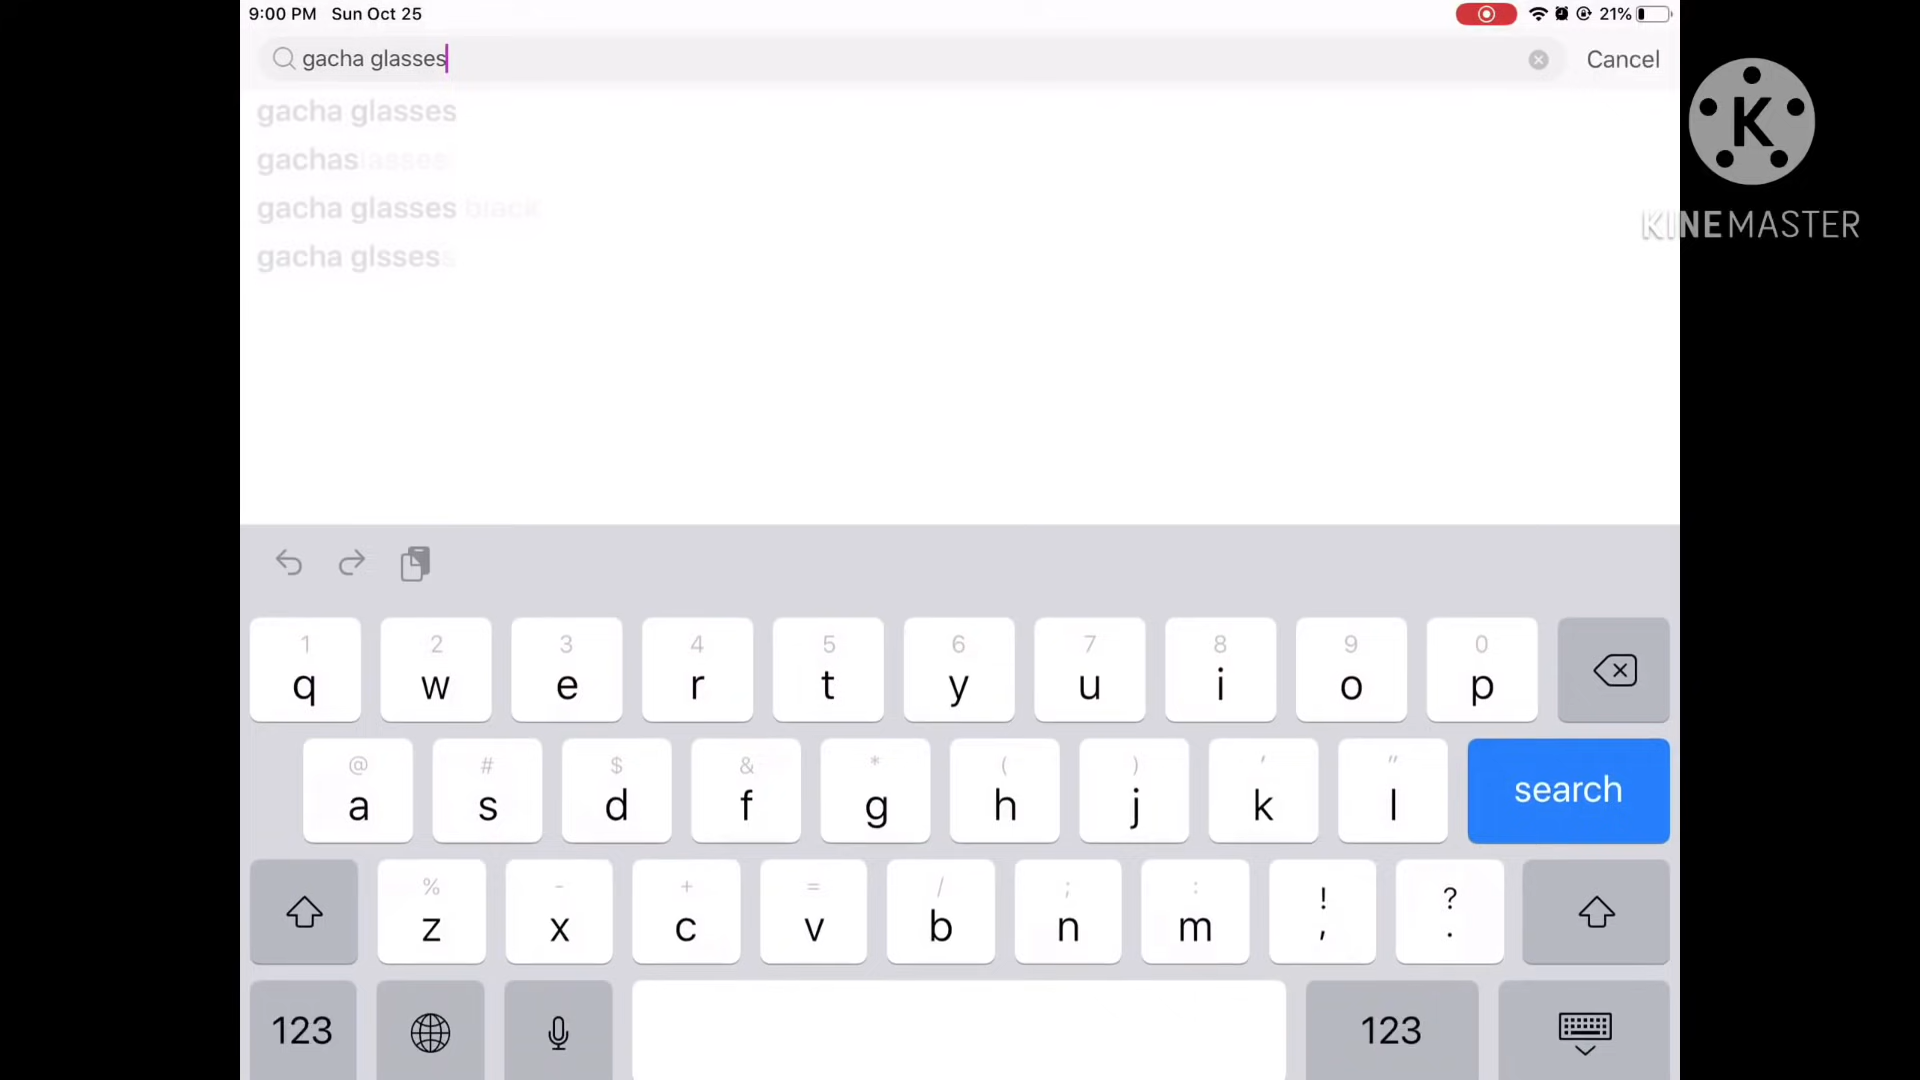 9:00 PM Sun Oct 25
21%
gacha glasses
Cancel
gacha glasses
gachas
gacha glasses black
gacha glsses
K
KINEMASTER
1 2 3 4 5 6 7 8 9 0
q w e r t y u i o p
@ # $ & * ( ) ' "
a s d f g h j k l search
% - + = / ; : ! ?
z x c v b n m , .
123 123